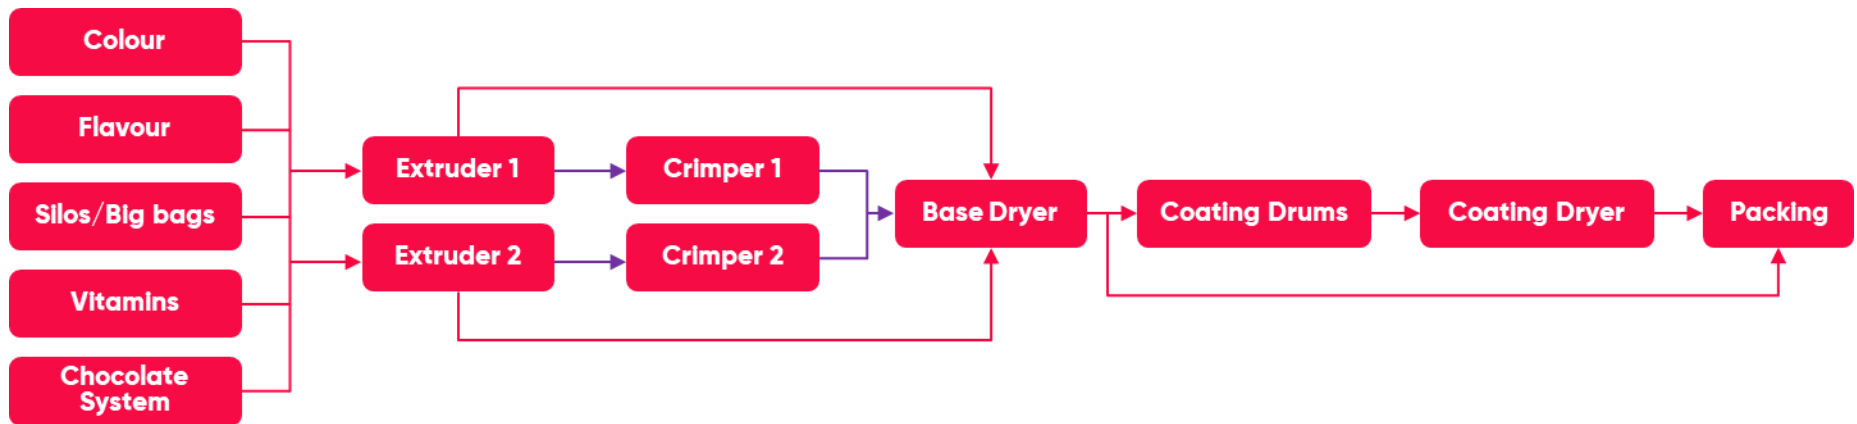 Colour
Flavour
Silos/Big bags
Vitamins
Chocolate
System
Extruder 1
Extruder 2
Crimper 1
Crimper 2
Base Dryer
Coating Drums
Coating Dryer
Packing